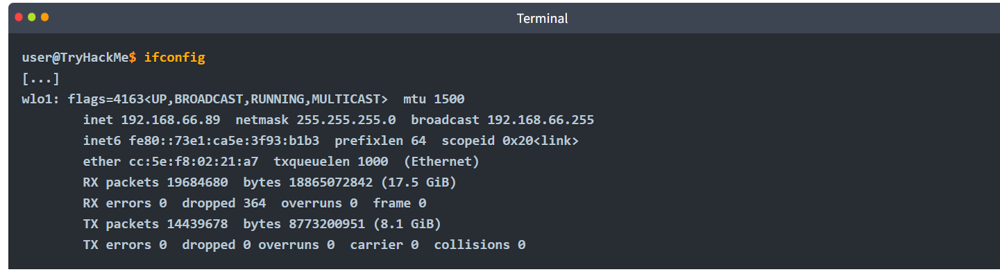 Terminal
user@TryHackMe$ ifconfig
[...]
wlo1: flags=4163<UP,BROADCAST,RUNNING,MULTICAST>  mtu 1500
inet 192.168.66.89  netmask 255.255.255.0  broadcast 192.168.66.255
inet6 fe80::73e1:ca5e:3f93:b1b3  prefixlen 64  scopeid 0x20<link>
ether cc:5e:f8:02:21:a7  txqueuelen 1000  (Ethernet)
RX packets 19684680  bytes 18865072842 (17.5 GiB)
RX errors 0  dropped 364  overruns 0  frame 0
TX packets 14439678  bytes 8773200951 (8.1 GiB)
TX errors 0  dropped 0 overruns 0  carrier 0  collisions 0